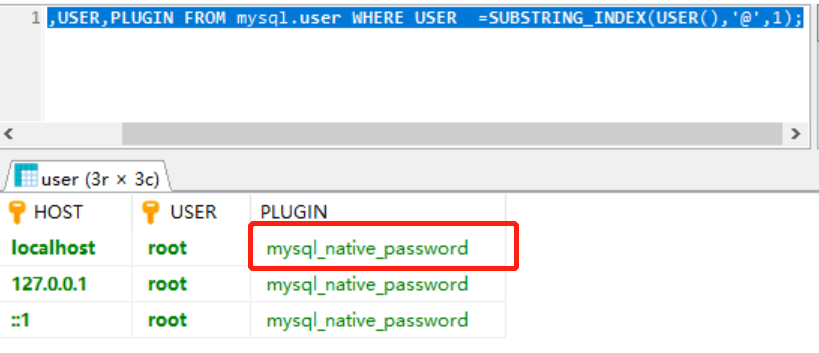 1 ,USER,PLUGIN FROM mysql.user WHERE USER  =SUBSTRING_INDEX(USER(),'@',1);
user (3r × 3c)
HOST USER PLUGIN
localhost root mysql_native_password
127.0.0.1 root mysql_native_password
::1 root mysql_native_password